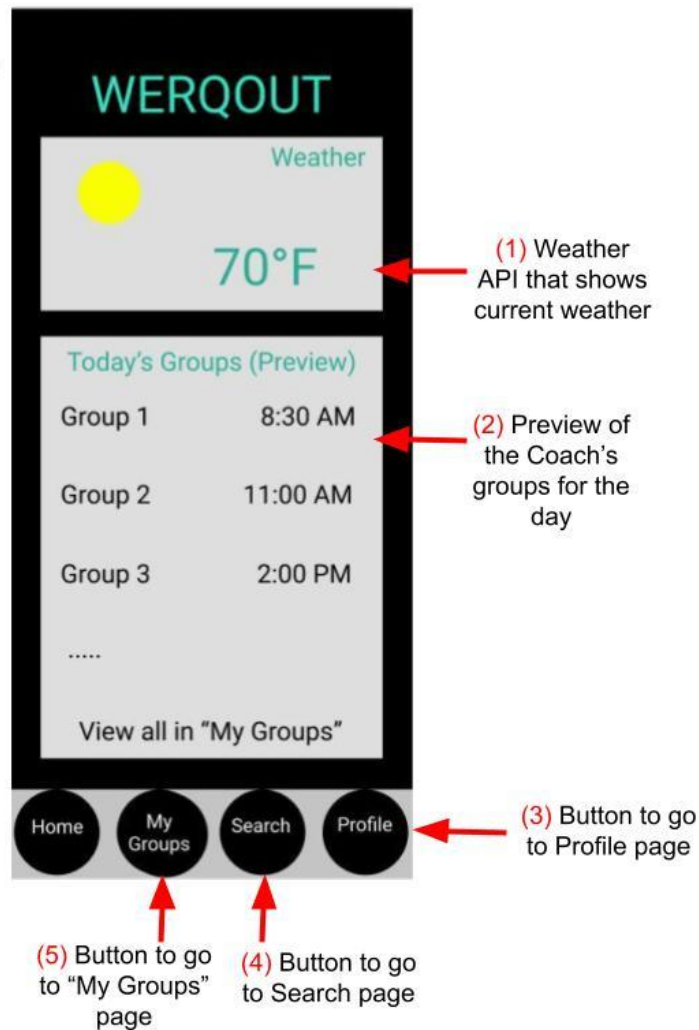 WERQOUT
Weather
70°F
Today's Groups (Preview)
Group 1 8:30 AM
Group 2 11:00 AM
Group 3 2:00 PM
.....
View all in “My Groups”
Home
My
Groups
Search
Profile
(1) Weather
API that shows
current weather
(2) Preview of
the Coach’s
groups for the
day
(3) Button to go
to Profile page
(5) Button to go
to “My Groups”
page
(4) Button to go
to Search page